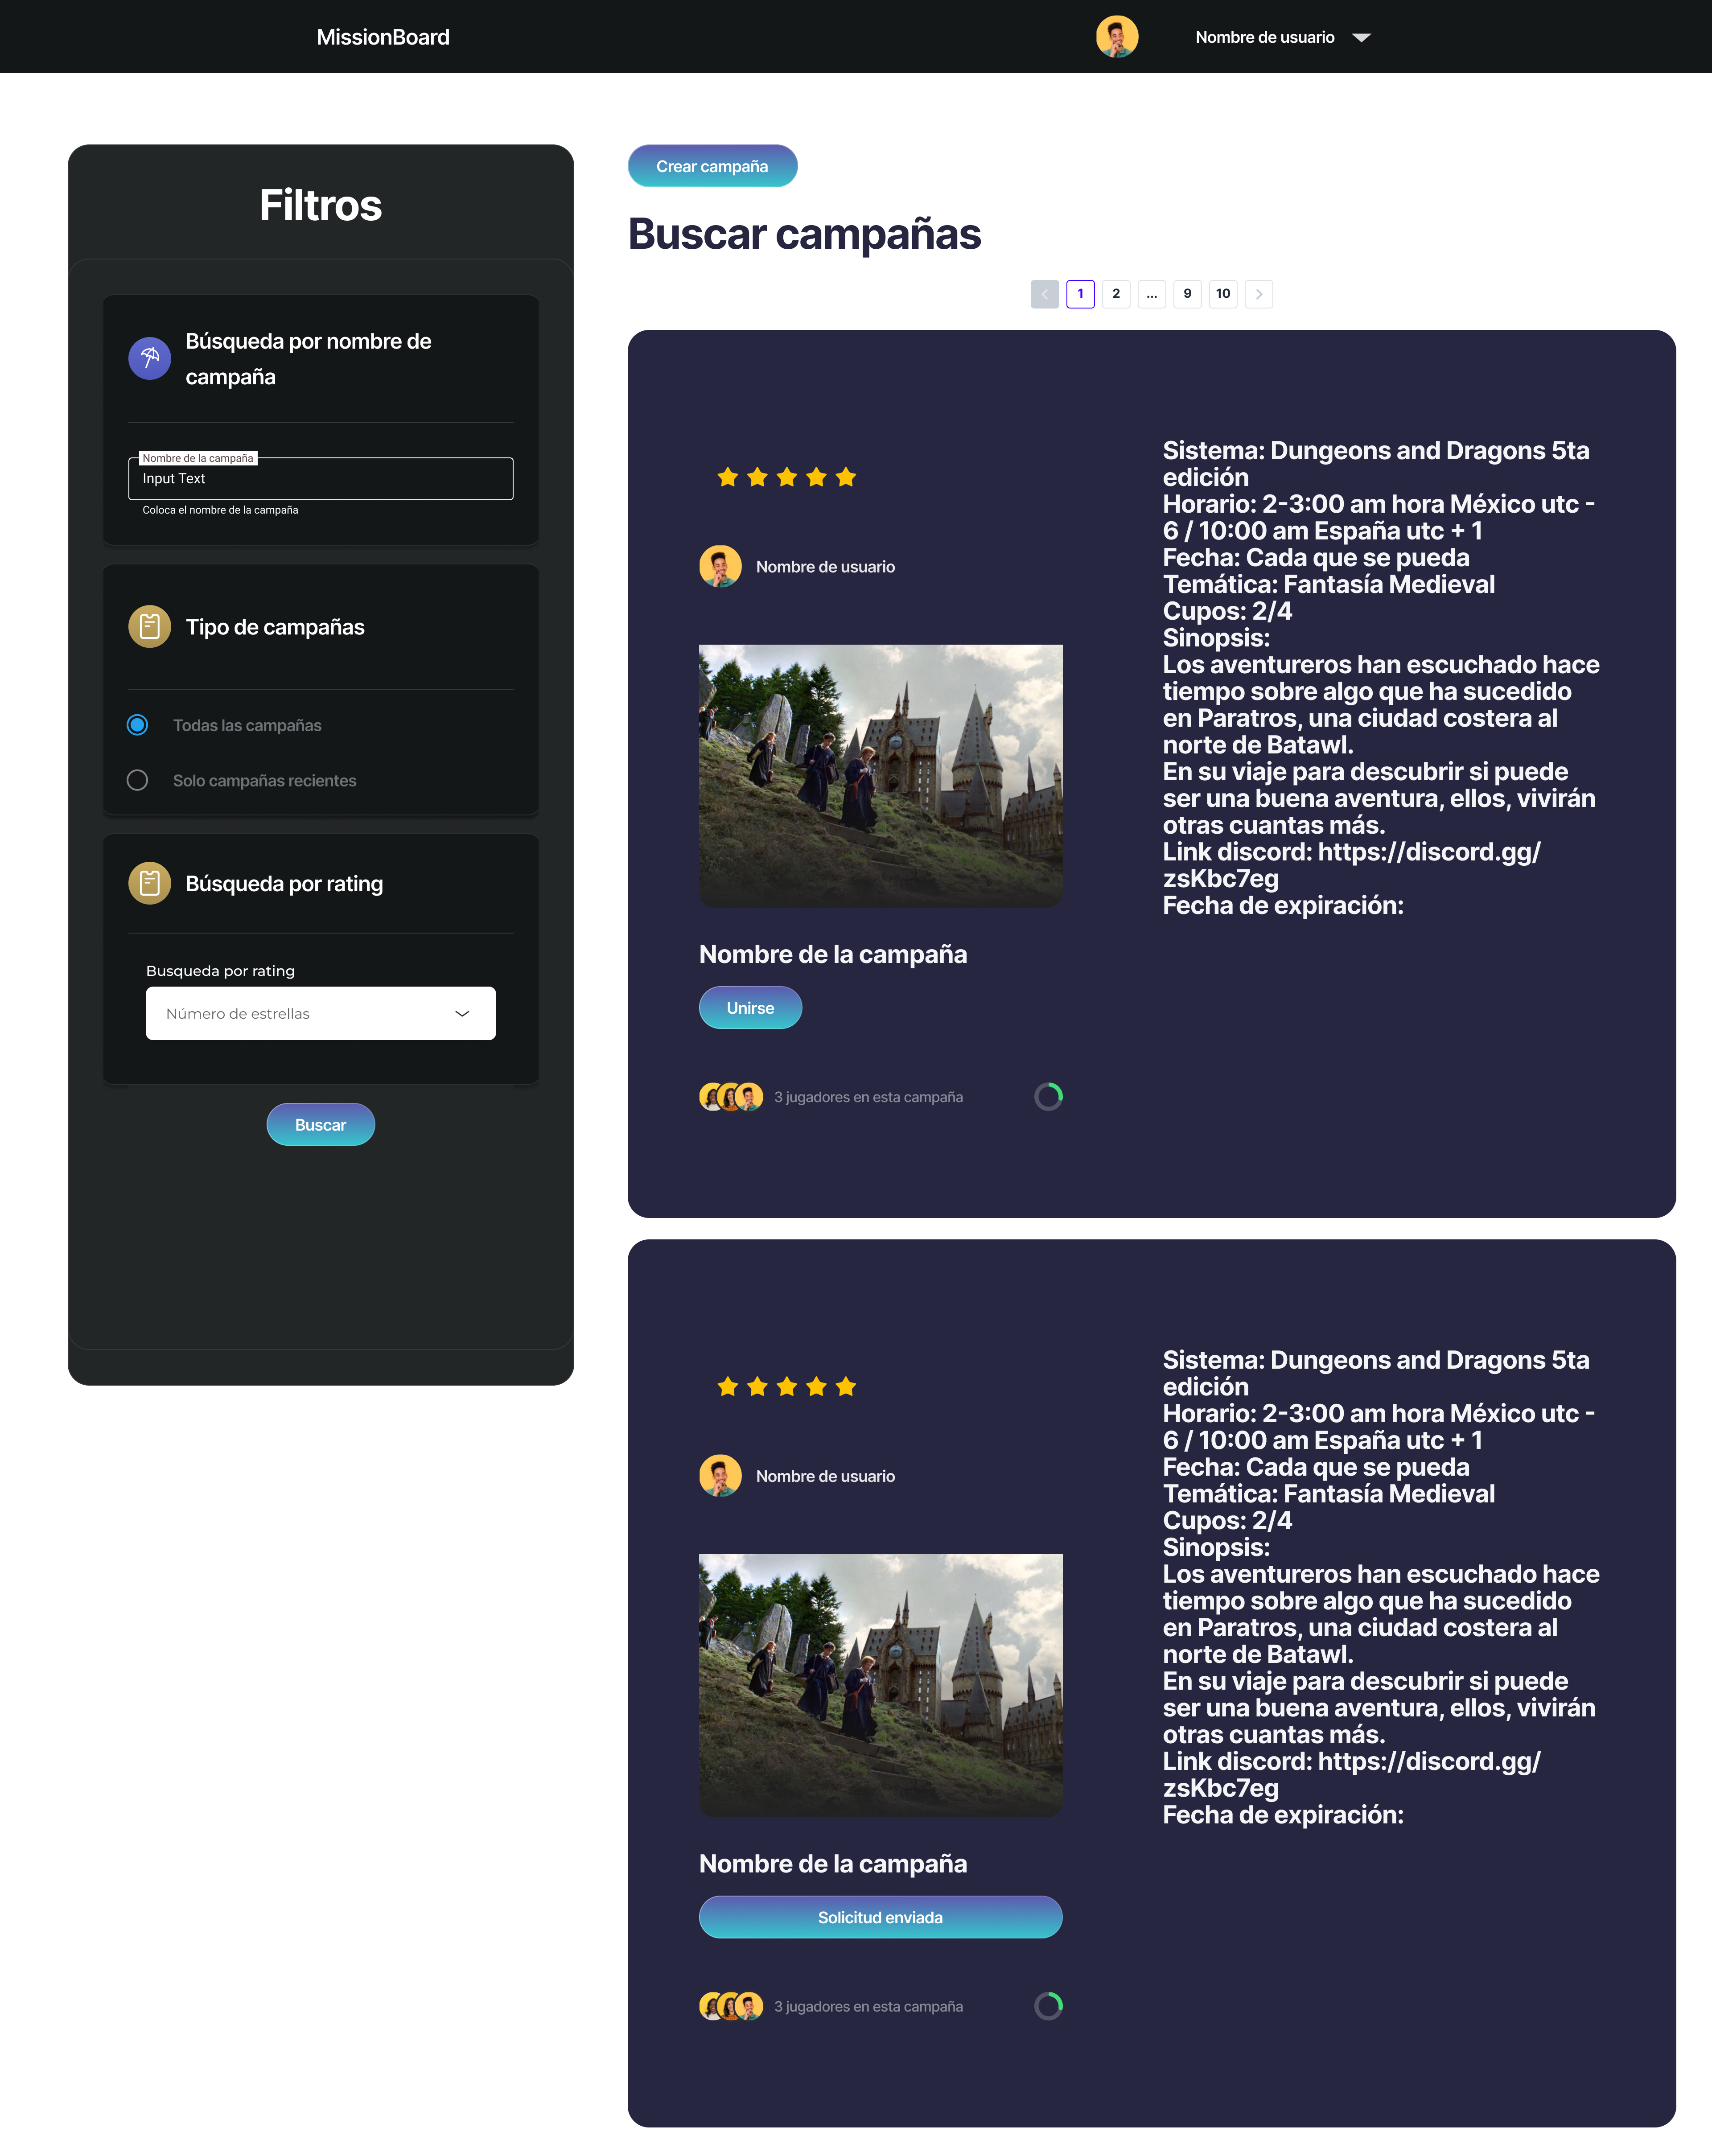 MissionBoard
Nombre de usuario
Filtros
Búsqueda por nombre de
campaña
Nombre de la campaña
Input Text
Coloca el nombre de la campaña
Tipo de campañas
Todas las campañas
Solo campañas recientes
Búsqueda por rating
Busqueda por rating
Número de estrellas
Buscar
Crear campaña
Buscar campañas
1 2 ... 9 10
Nombre de usuario
Nombre de la campaña
Unirse
3 jugadores en esta campaña
Sistema: Dungeons and Dragons 5ta
edición
Horario: 2-3:00 am hora México utc -
6 / 10:00 am España utc + 1
Fecha: Cada que se pueda
Temática: Fantasía Medieval
Cupos: 2/4
Sinopsis:
Los aventureros han escuchado hace
tiempo sobre algo que ha sucedido
en Paratros, una ciudad costera al
norte de Batawl.
En su viaje para descubrir si puede
ser una buena aventura, ellos, vivirán
otras cuantas más.
Link discord: https://discord.gg/
zsKbc7eg
Fecha de expiración:
Nombre de usuario
Nombre de la campaña
Solicitud enviada
3 jugadores en esta campaña
Sistema: Dungeons and Dragons 5ta
edición
Horario: 2-3:00 am hora México utc -
6 / 10:00 am España utc + 1
Fecha: Cada que se pueda
Temática: Fantasía Medieval
Cupos: 2/4
Sinopsis:
Los aventureros han escuchado hace
tiempo sobre algo que ha sucedido
en Paratros, una ciudad costera al
norte de Batawl.
En su viaje para descubrir si puede
ser una buena aventura, ellos, vivirán
otras cuantas más.
Link discord: https://discord.gg/
zsKbc7eg
Fecha de expiración: